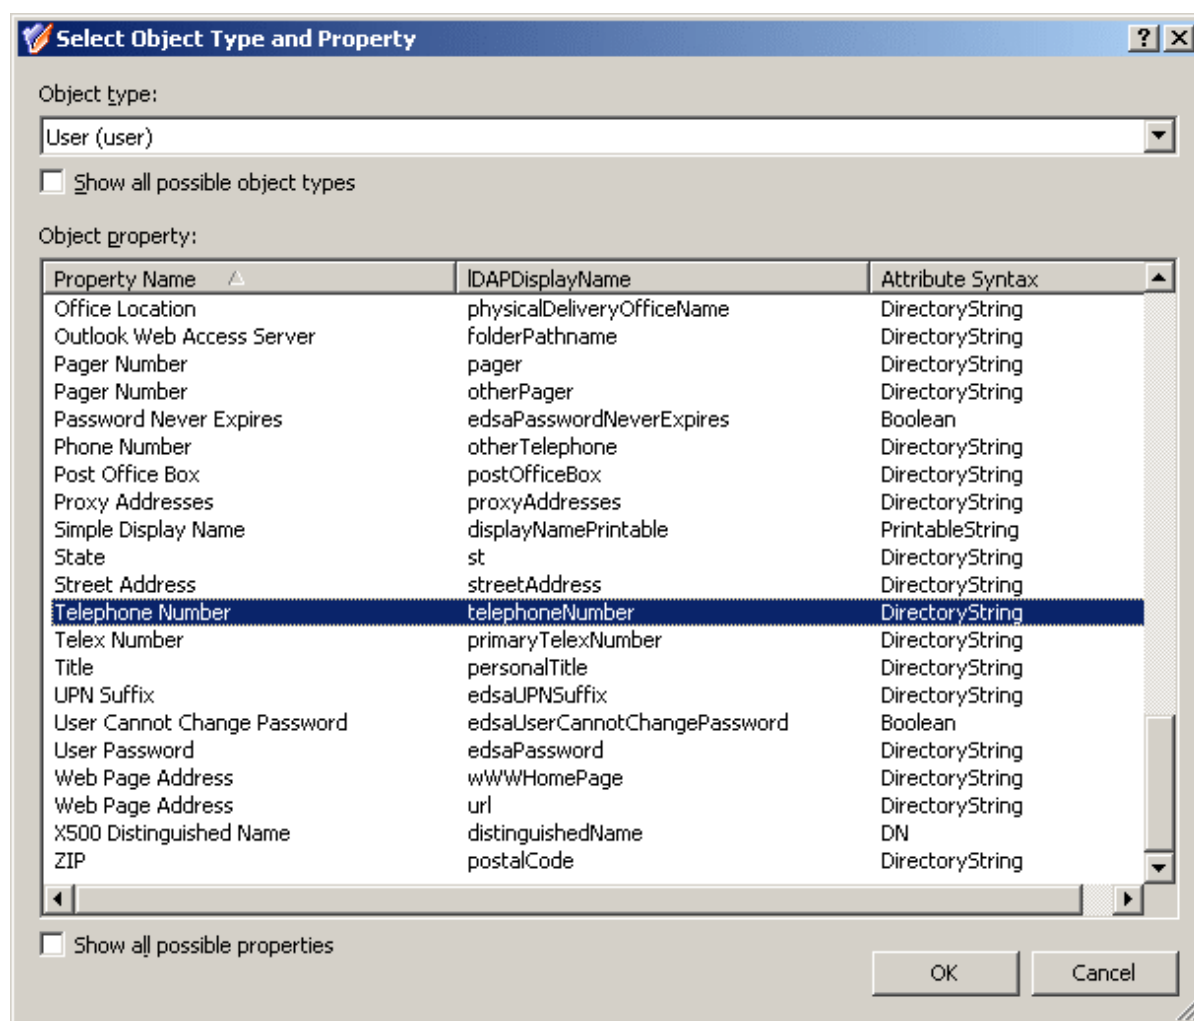 Select Object Type and Property
Object type:
User (user)
Show all possible object types
Object property:
Property Name lDAPDisplayName Attribute Syntax
Office Location physicalDeliveryOfficeName DirectoryString
Outlook Web Access Server folderPathname DirectoryString
Pager Number pager DirectoryString
Pager Number otherPager DirectoryString
Password Never Expires edsaPasswordNeverExpires Boolean
Phone Number otherTelephone DirectoryString
Post Office Box postOfficeBox DirectoryString
Proxy Addresses proxyAddresses DirectoryString
Simple Display Name displayNamePrintable PrintableString
State st DirectoryString
Street Address streetAddress DirectoryString
Telephone Number telephoneNumber DirectoryString
Telex Number primaryTelexNumber DirectoryString
Title personalTitle DirectoryString
UPN Suffix edsaUPNSuffix DirectoryString
User Cannot Change Password edsaUserCannotChangePassword Boolean
User Password edsaPassword DirectoryString
Web Page Address wWWHomePage DirectoryString
Web Page Address url DirectoryString
X500 Distinguished Name distinguishedName DN
ZIP postalCode DirectoryString
Show all possible properties
OK Cancel